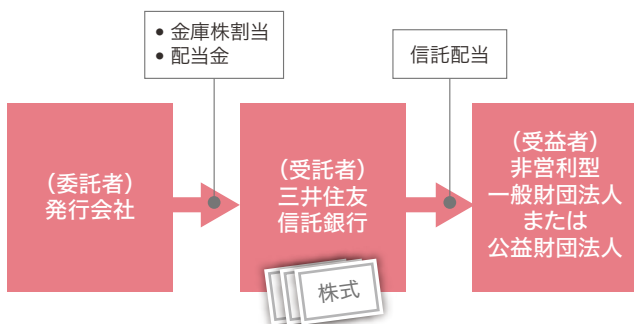 • 金庫株割当
• 配当金
信託配当
（委託者）
発行会社
（受託者）
三井住友
信託銀行
株式
（受益者）
非営利型
一般財団法人
または
公益財団法人